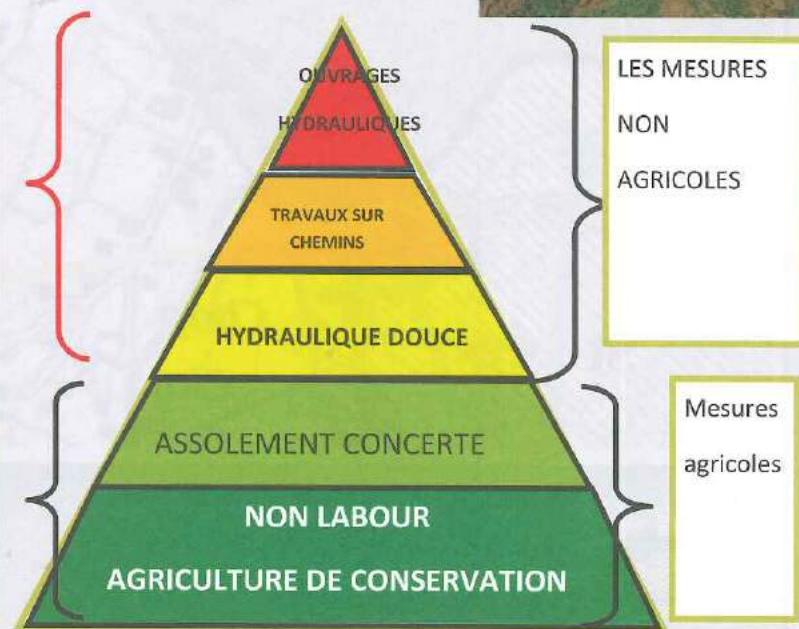 OUVRAGES
HYDRAULIQUES
TRAVAUX SUR
CHEMINS
HYDRAULIQUE DOUCE
ASSOLEMENT CONCERTE
NON LABOUR
AGRICULTURE DE CONSERVATION
LES MESURES
NON
AGRICOLES
Mesures
agricoles